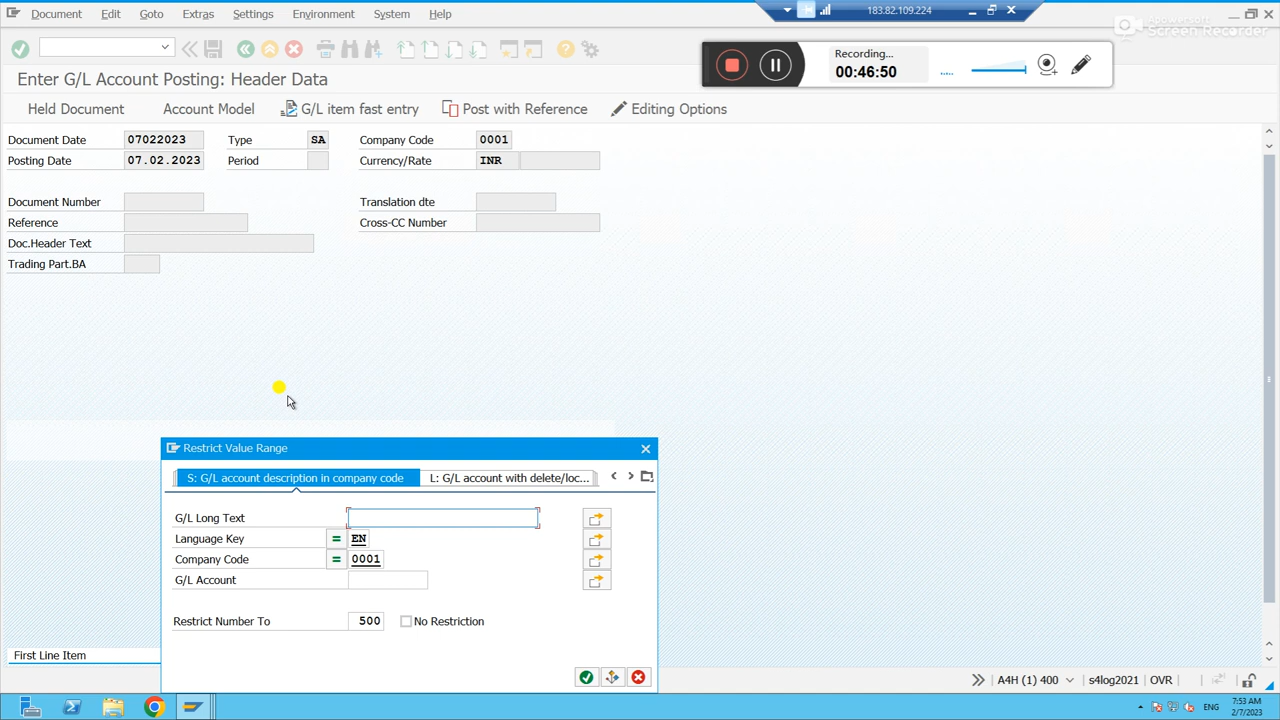 Document Edit Goto Extras Settings Environment System Help
183.82.109.224
Apowersoft
Screen Recorder
Recording...
00:46:50
Enter G/L Account Posting: Header Data
Held Document Account Model G/L item fast entry Post with Reference Editing Options
Document Date 07022023 Type SA Company Code 0001
Posting Date 07.02.2023 Period Currency/Rate INR
Document Number Translation dte
Reference Cross-CC Number
Doc.Header Text
Trading Part.BA
Restrict Value Range
S: G/L account description in company code L: G/L account with delete/loc...
G/L Long Text
Language Key = EN
Company Code = 0001
G/L Account
Restrict Number To 500 No Restriction
First Line Item
A4H (1) 400 s4log2021 OVR
ENG
7:53 AM
2/7/2023